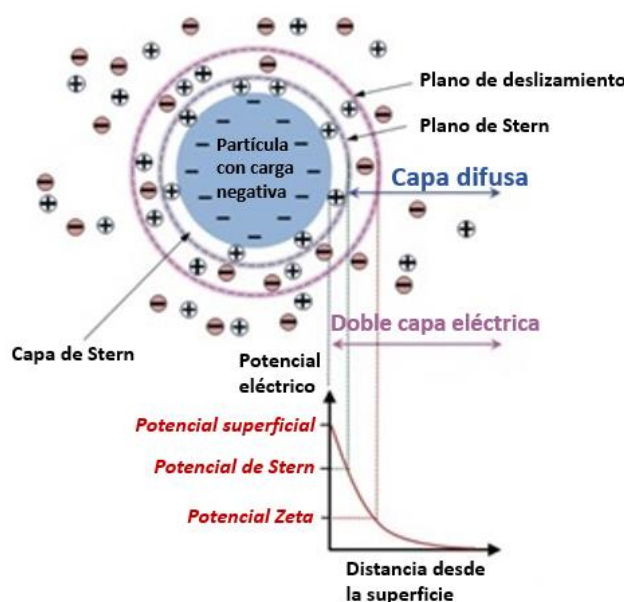 Plano de deslizamiento
Plano de Stern
Partícula
con carga
negativa
Capa difusa
Doble capa eléctrica
Capa de Stern
Potencial
eléctrico
Potencial superficial
Potencial de Stern
Potencial Zeta
Distancia desde
la superficie